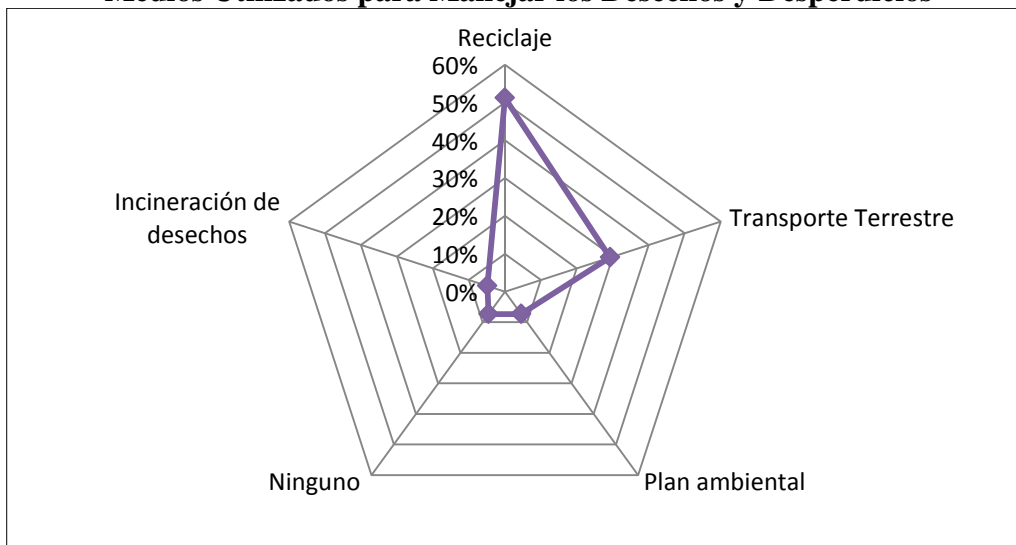 Medios Utilizados para Manejar los Desechos y Desperdicios
Reciclaje
60%
50%
40%
30%
20%
10%
0%
Incineración de
desechos
Transporte Terrestre
Ninguno
Plan ambiental